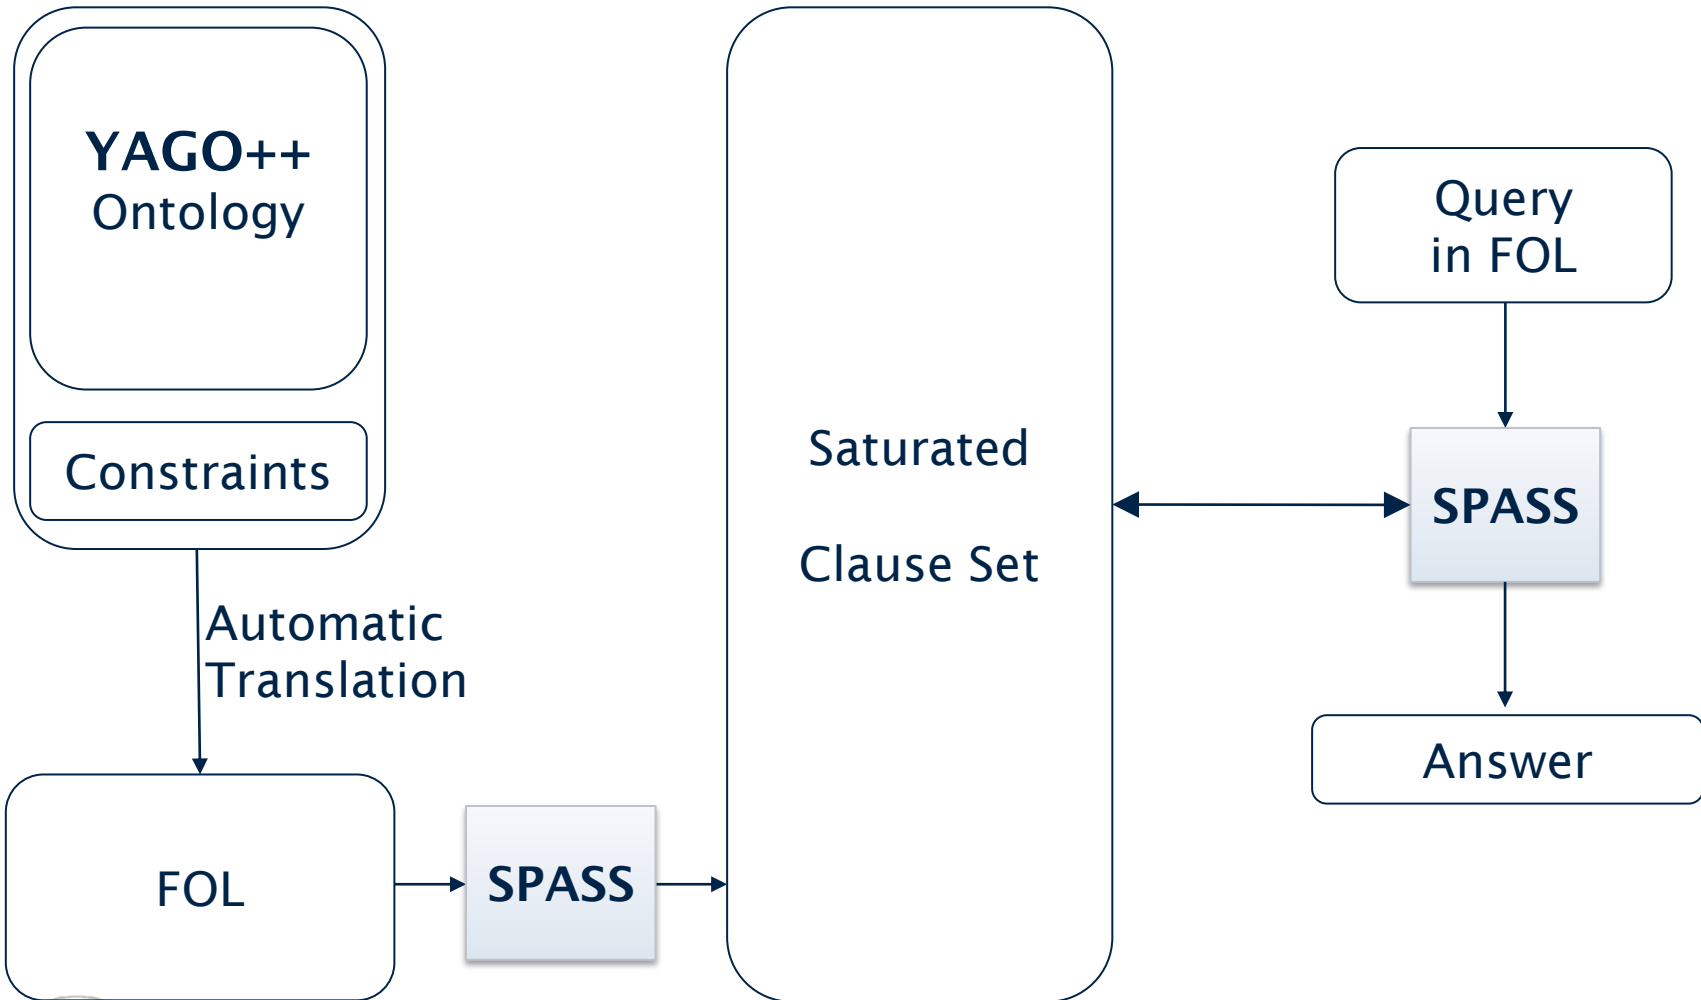 YAGO++
Ontology
Constraints
Automatic
Translation
FOL
SPASS
Saturated
Clause Set
Query
in FOL
SPASS
Answer